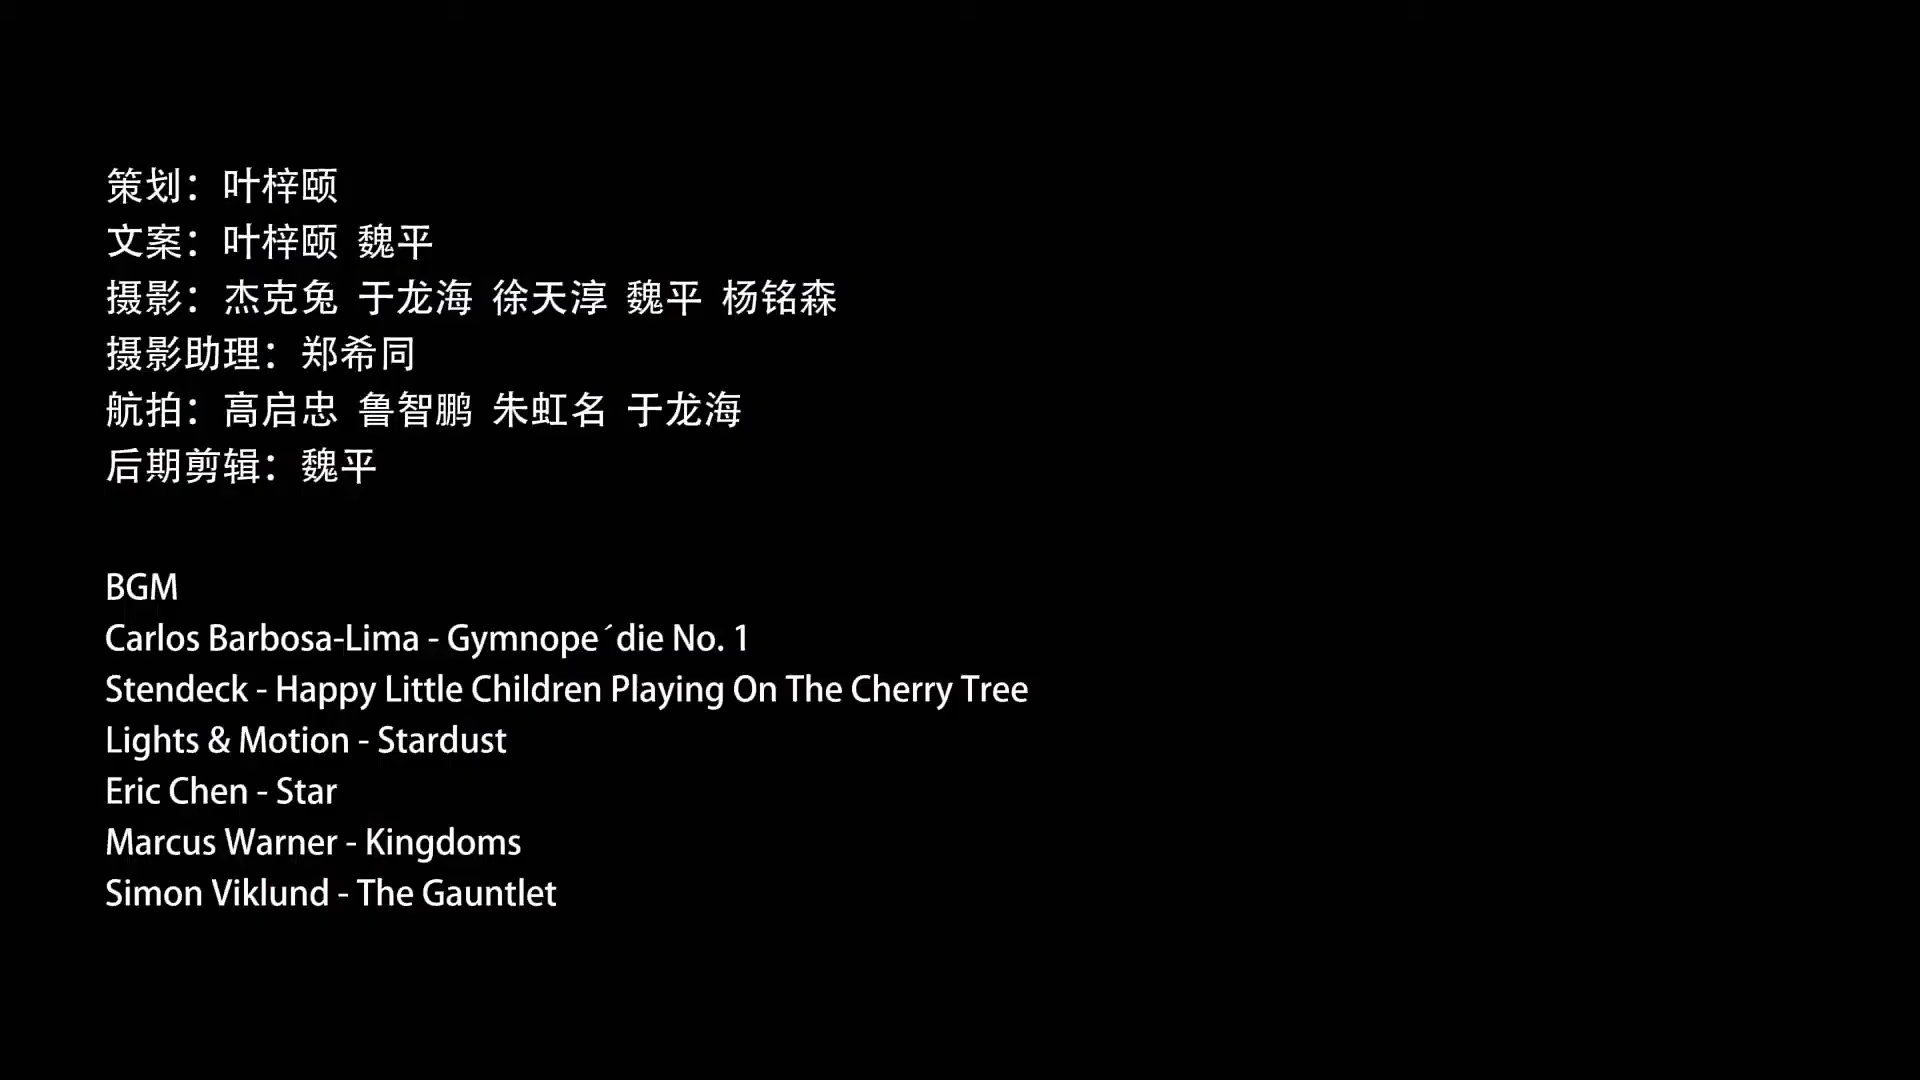 策划：叶梓颐
文案：叶梓颐 魏平
摄影：杰克兔 于龙海 徐天淳 魏平 杨铭森
摄影助理：郑希同
航拍：高启忠 鲁智鹏 朱虹名 于龙海
后期剪辑：魏平
BGM
Carlos Barbosa-Lima - Gymnope´die No. 1
Stendeck - Happy Little Children Playing On The Cherry Tree
Lights & Motion - Stardust
Eric Chen - Star
Marcus Warner - Kingdoms
Simon Viklund - The Gauntlet